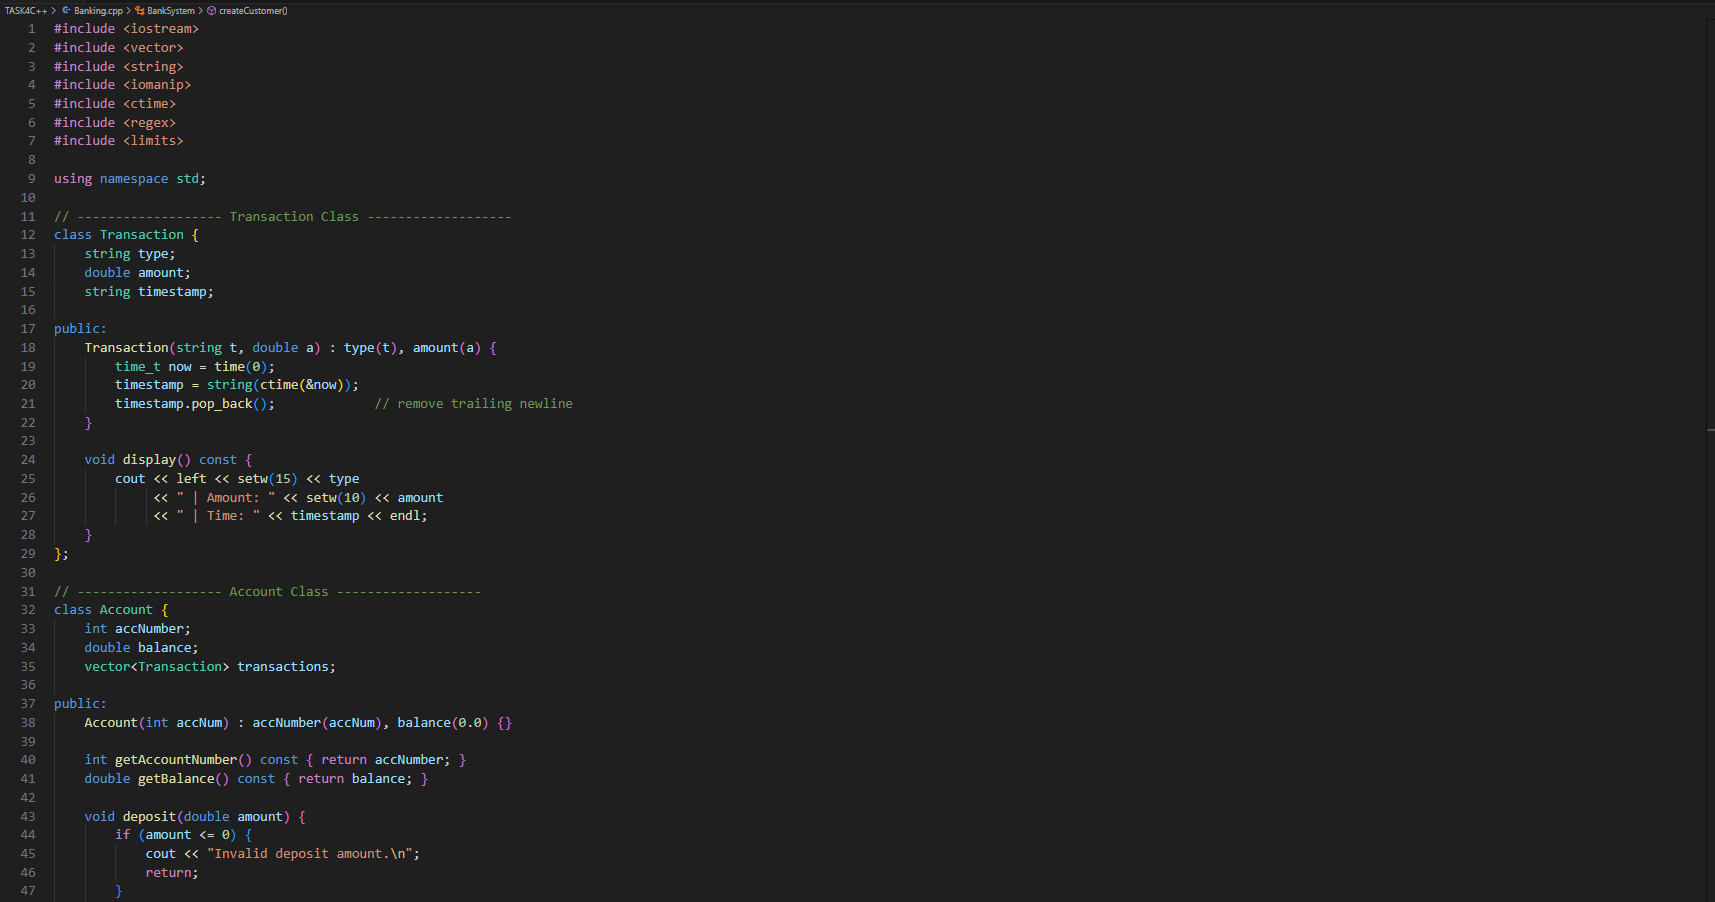 TASK4C++ > Banking.cpp > BankSystem > createCustomer()
1 #include <iostream>
2 #include <vector>
3 #include <string>
4 #include <iomanip>
5 #include <ctime>
6 #include <regex>
7 #include <limits>
8
9 using namespace std;
10
11 // ------------------- Transaction Class -------------------
12 class Transaction {
13     string type;
14     double amount;
15     string timestamp;
16
17 public:
18     Transaction(string t, double a) : type(t), amount(a) {
19         time_t now = time(0);
20         timestamp = string(ctime(&now));
21         timestamp.pop_back();             // remove trailing newline
22     }
23
24     void display() const {
25         cout << left << setw(15) << type
26              << " | Amount: " << setw(10) << amount
27              << " | Time: " << timestamp << endl;
28     }
29 };
30
31 // ------------------- Account Class -------------------
32 class Account {
33     int accNumber;
34     double balance;
35     vector<Transaction> transactions;
36
37 public:
38     Account(int accNum) : accNumber(accNum), balance(0.0) {}
39
40     int getAccountNumber() const { return accNumber; }
41     double getBalance() const { return balance; }
42
43     void deposit(double amount) {
44         if (amount <= 0) {
45             cout << "Invalid deposit amount.\n";
46             return;
47         }